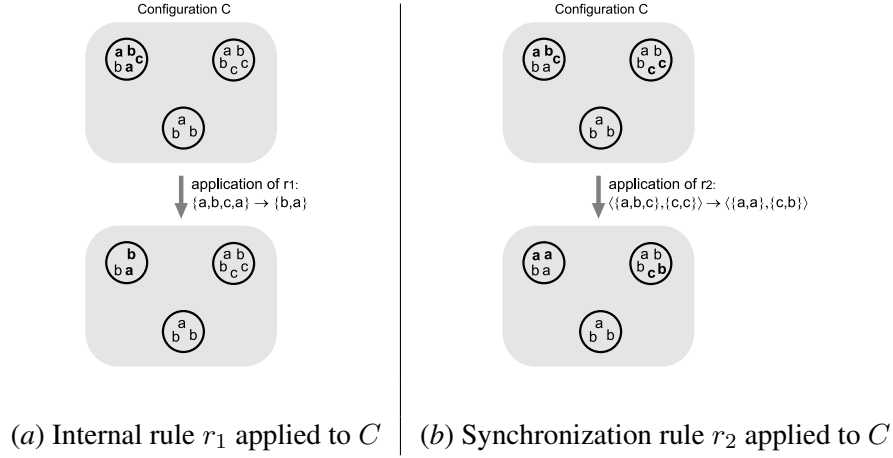 Configuration C
a b
c
b a
a b
b c c
a
b b
application of r1:
{a,b,c,a} → {b,a}
b
b a
a b
b c c
a
b b
(a) Internal rule r1 applied to C
Configuration C
a b
c
b a
a b
b c c
a
b b
application of r2:
⟨{a,b,c},{c,c}⟩ → ⟨{a,a},{c,b}⟩
a a
b a
a b
b c b
a
b b
(b) Synchronization rule r2 applied to C